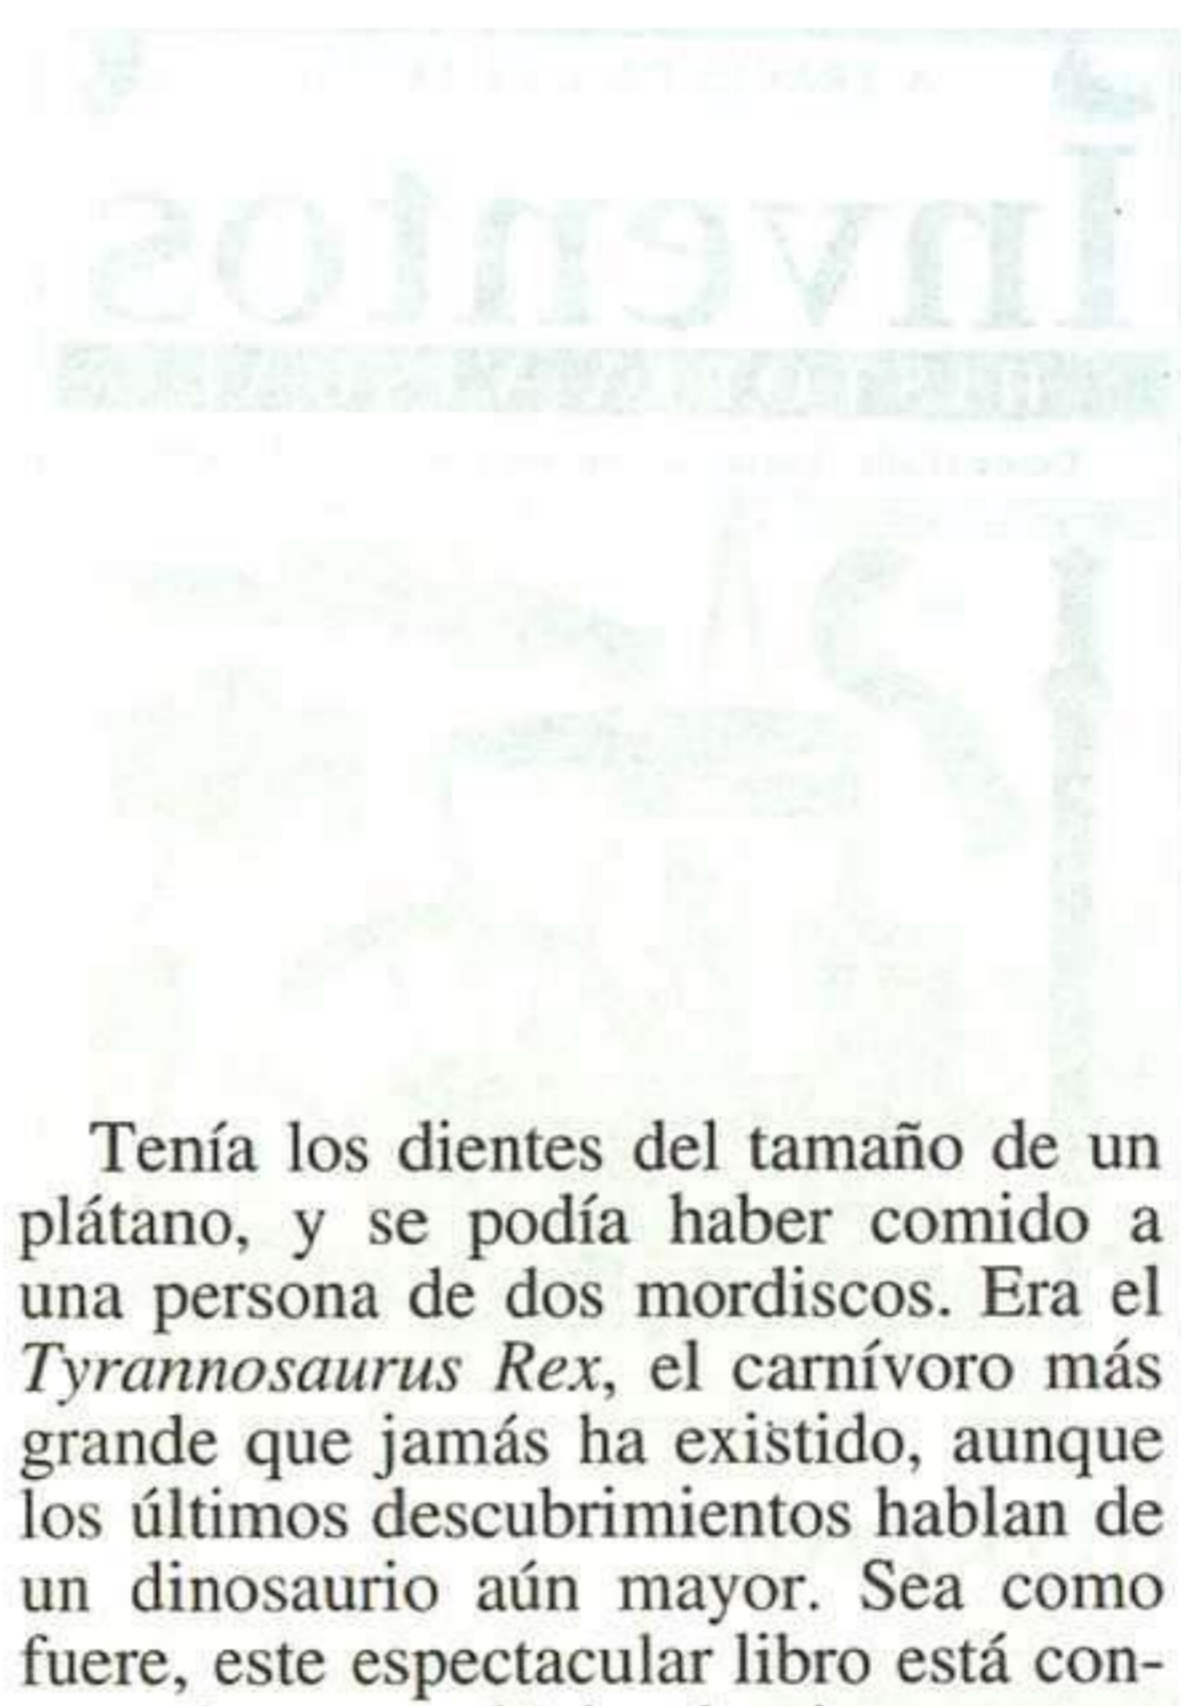 Inventos
Tenía los dientes del tamaño de un
plátano, y se podía haber comido a
una persona de dos mordiscos. Era el
Tyrannosaurus Rex, el carnívoro más
grande que jamás ha existido, aunque
los últimos descubrimientos hablan de
un dinosaurio aún mayor. Sea como
fuere, este espectacular libro está con-